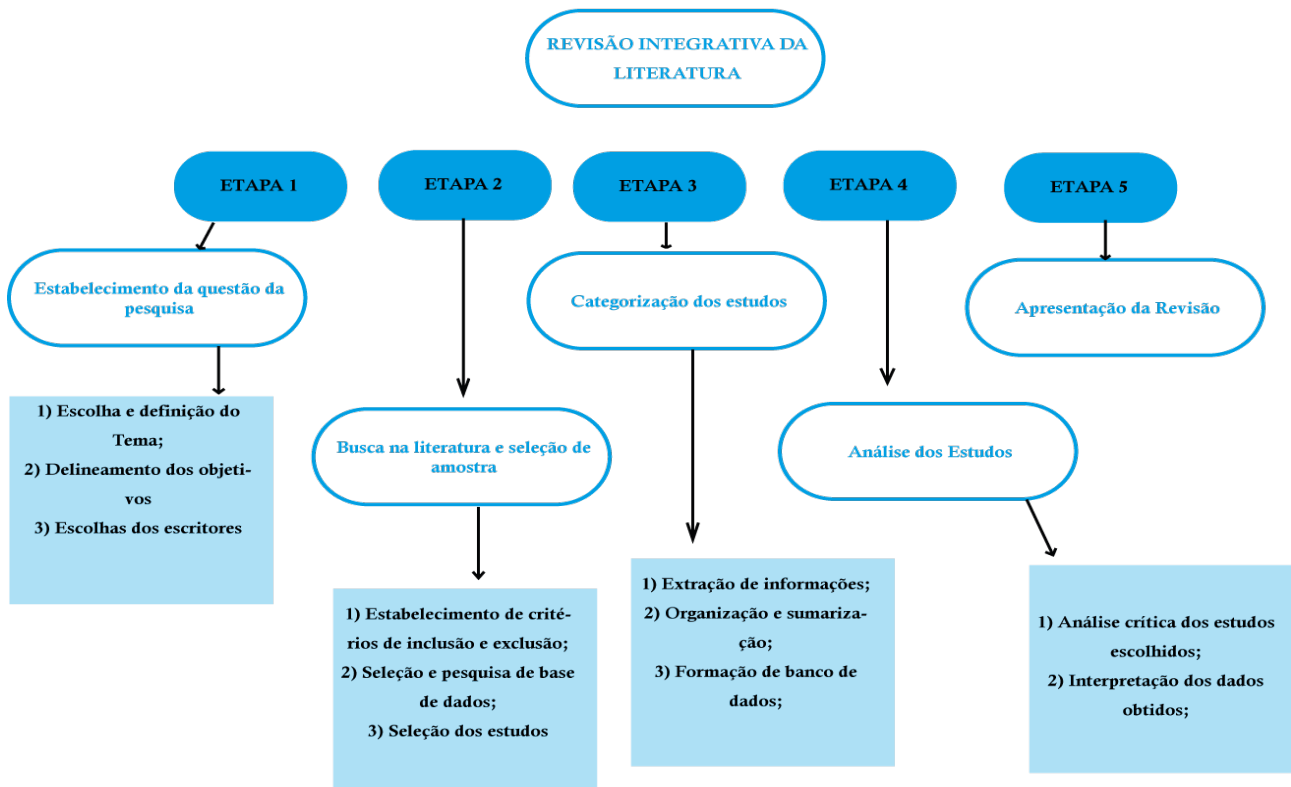 REVISÃO INTEGRATIVA DA
LITERATURA
ETAPA 1
ETAPA 2
ETAPA 3
ETAPA 4
ETAPA 5
Estabelecimento da questão da
pesquisa
Categorização dos estudos
Apresentação da Revisão
1) Escolha e definição do
Tema;
2) Delineamento dos objeti-
vos
3) Escolhas dos escritores
Busca na literatura e seleção de
amostra
Análise dos Estudos
1) Estabelecimento de crité-
rios de inclusão e exclusão;
2) Seleção e pesquisa de base
de dados;
3) Seleção dos estudos
1) Extração de informações;
2) Organização e sumariza-
ção;
3) Formação de banco de
dados;
1) Análise crítica dos estudos
escolhidos;
2) Interpretação dos dados
obtidos;